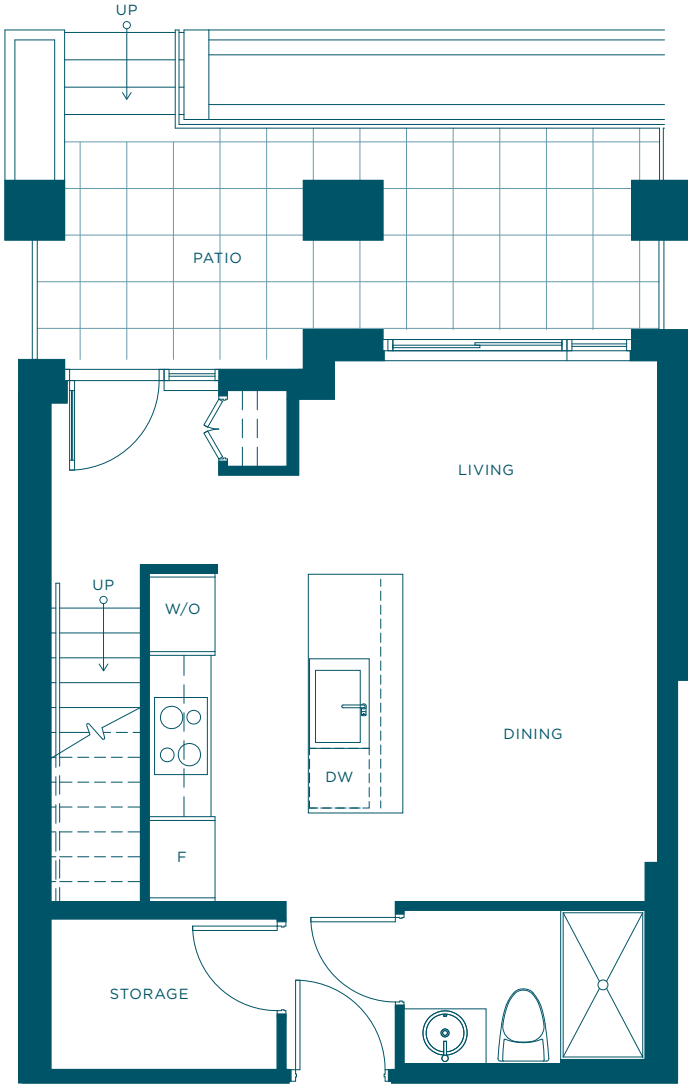 UP
PATIO
LIVING
UP
W/O
DINING
DW
F
STORAGE